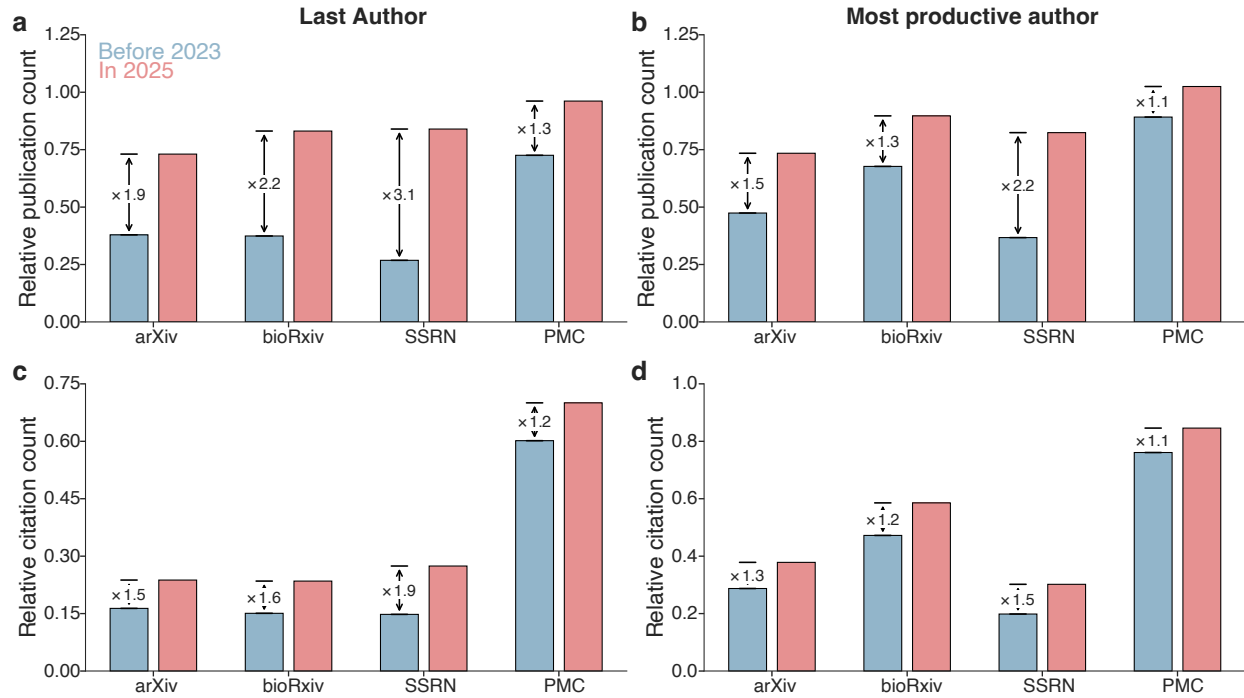 Last Author
Most productive author
a
Before 2023
In 2025
Relative publication count
1.25
1.00
0.75
0.50
0.25
0.00
×1.9
×2.2
×3.1
×1.3
arXiv
bioRxiv
SSRN
PMC
b
Relative publication count
1.25
1.00
0.75
0.50
0.25
0.00
×1.5
×1.3
×2.2
×1.1
arXiv
bioRxiv
SSRN
PMC
c
Relative citation count
0.75
0.60
0.45
0.30
0.15
0.00
×1.5
×1.6
×1.9
×1.2
arXiv
bioRxiv
SSRN
PMC
d
Relative citation count
1.0
0.8
0.6
0.4
0.2
0.0
×1.3
×1.2
×1.5
×1.1
arXiv
bioRxiv
SSRN
PMC